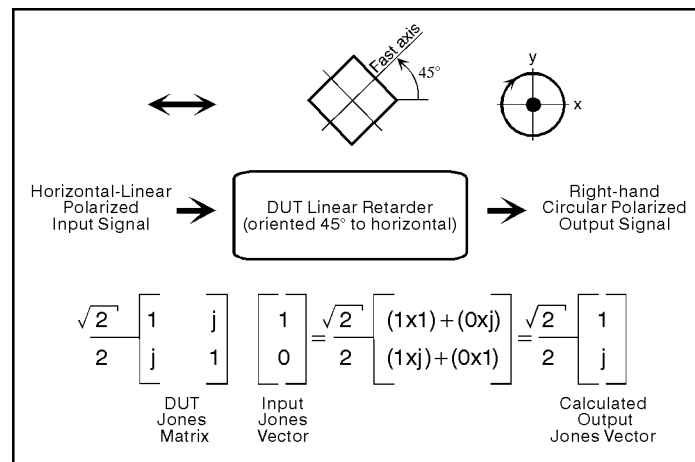 Fast axis
45°
y
x
Horizontal-Linear
Polarized
Input Signal
DUT Linear Retarder
(oriented 45° to horizontal)
Right-hand
Circular Polarized
Output Signal
√2/2 [1 j; j 1] [1; 0] = √2/2 [(1x1)+(0xj); (1xj)+(0x1)] = √2/2 [1; j]
DUT
Jones
Matrix
Input
Jones
Vector
Calculated
Output
Jones Vector